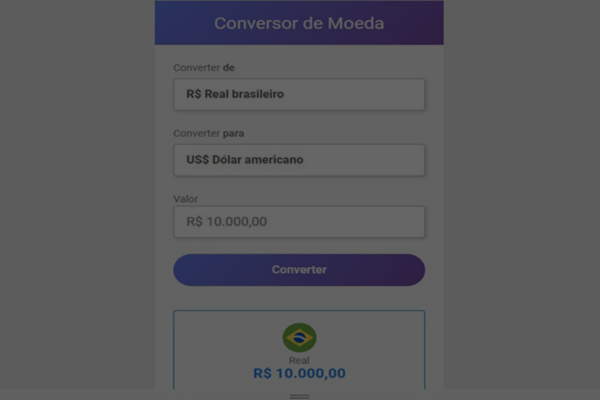 Conversor de Moeda
Converter de
R$ Real brasileiro
Converter para
US$ Dólar americano
Valor
R$ 10.000,00
Converter
Real
R$ 10.000,00